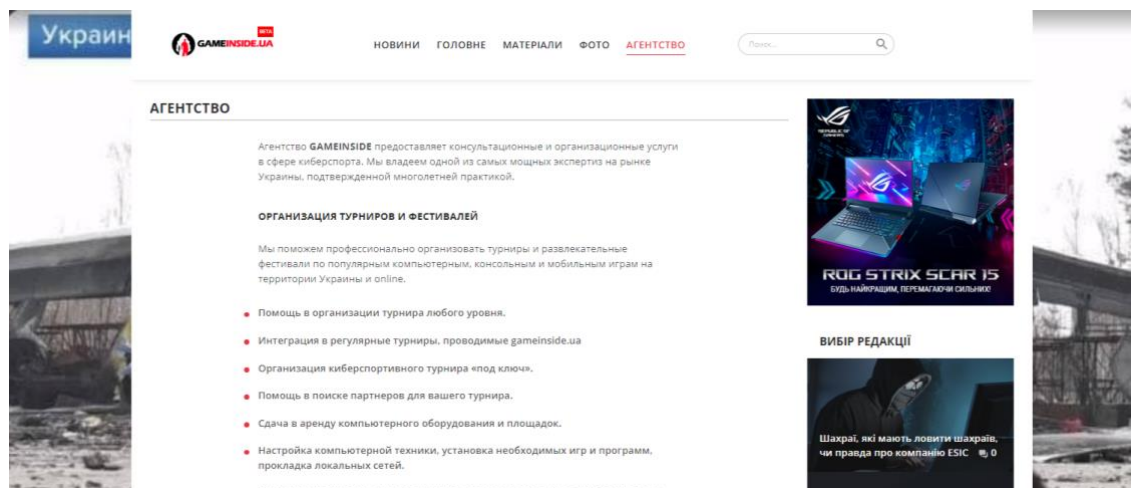 Украин
BETA
GAMEINSIDE.UA
НОВИНИ ГОЛОВНЕ МАТЕРІАЛИ ФОТО АГЕНТСТВО
Поиск...
АГЕНТСТВО
Агентство GAMEINSIDE предоставляет консультационные и организационные услуги
в сфере киберспорта. Мы владеем одной из самых мощных экспертиз на рынке
Украины, подтвержденной многолетней практикой.
ОРГАНИЗАЦИЯ ТУРНИРОВ И ФЕСТИВАЛЕЙ
Мы поможем профессионально организовать турниры и развлекательные
фестивали по популярным компьютерным, консольным и мобильным играм на
территории Украины и online.
Помощь в организации турнира любого уровня.
Интеграция в регулярные турниры, проводимые gameinside.ua
Организация киберспортивного турнира «под ключ».
Помощь в поиске партнеров для вашего турнира.
Сдача в аренду компьютерного оборудования и площадок.
Настройка компьютерной техники, установка необходимых игр и программ,
прокладка локальных сетей.
REPUBLIC OF
GAMERS
ROG STRIX SCAR 15
БУДЬ НАЙКРАЩИМ, ПЕРЕМАГАЮЧИ СИЛЬНИХ!
ВИБІР РЕДАКЦІЇ
Шахраї, які мають ловити шахраїв,
чи правда про компанію ESIC 0